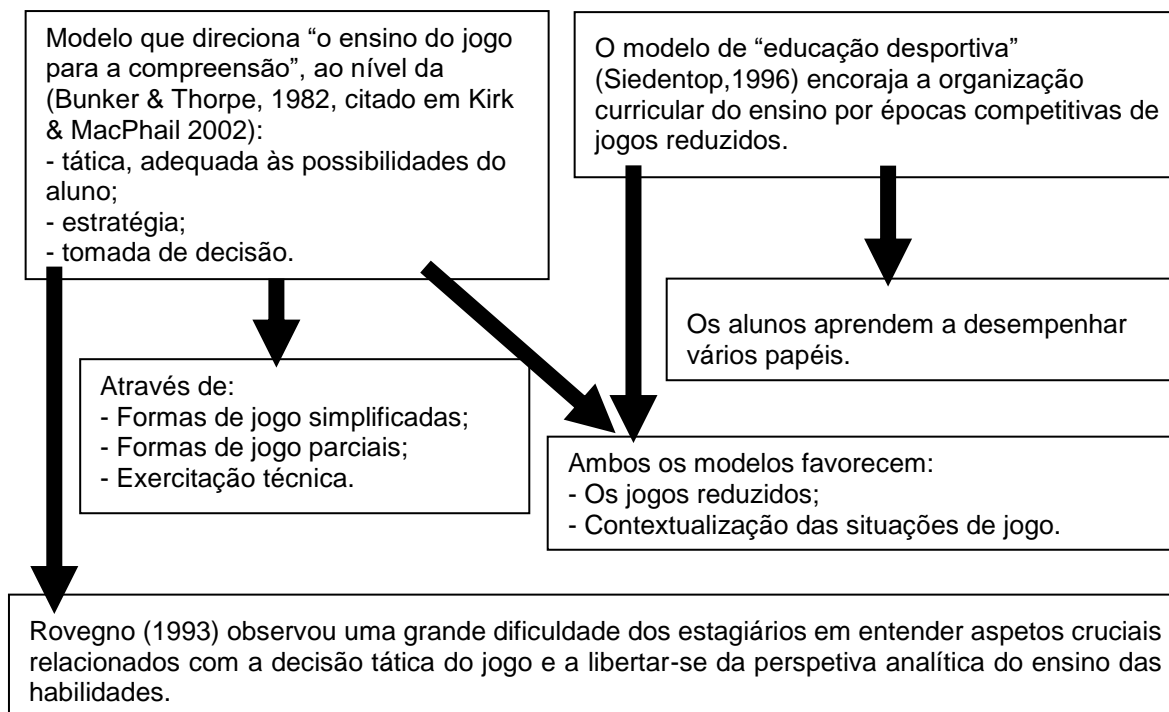 Modelo que direciona “o ensino do jogo
para a compreensão”, ao nível da
(Bunker & Thorpe, 1982, citado em Kirk
& MacPhail 2002):
- tática, adequada às possibilidades do
aluno;
- estratégia;
- tomada de decisão.
O modelo de “educação desportiva”
(Siedentop,1996) encoraja a organização
curricular do ensino por épocas competitivas de
jogos reduzidos.
Os alunos aprendem a desempenhar
vários papéis.
Através de:
- Formas de jogo simplificadas;
- Formas de jogo parciais;
- Exercitação técnica.
Ambos os modelos favorecem:
- Os jogos reduzidos;
- Contextualização das situações de jogo.
Rovegno (1993) observou uma grande dificuldade dos estagiários em entender aspetos cruciais
relacionados com a decisão tática do jogo e a libertar-se da perspetiva analítica do ensino das
habilidades.